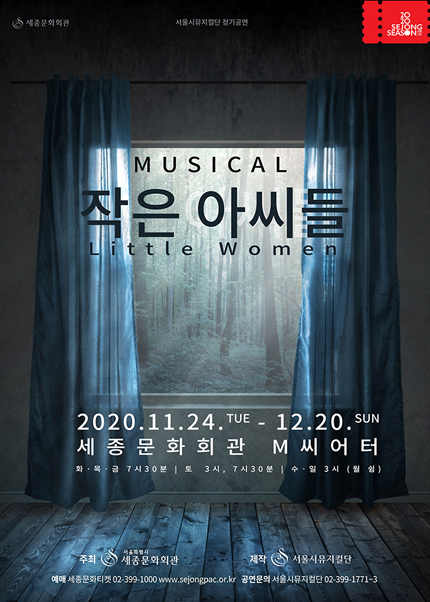 세종문화회관
서울시뮤지컬단 정기공연
2020 SEJONG SEASON
MUSICAL
작은 아씨들
Little Women
2020.11.24.TUE - 12.20.SUN
세종문화회관 M씨어터
화·목·금 7시30분 | 토 3시, 7시30분 | 수·일 3시 (월 쉼)
주최 서울특별시 세종문화회관 제작 서울시뮤지컬단
예매 세종문화티켓 02-399-1000 www.sejongpac.or.kr 공연문의 서울시뮤지컬단 02-399-1771~3